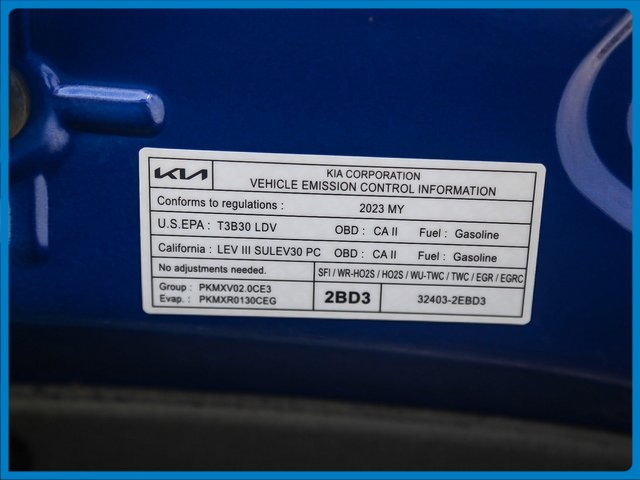 KIA
KIA CORPORATION
VEHICLE EMISSION CONTROL INFORMATION
Conforms to regulations : 2023 MY
U.S.EPA : T3B30 LDV OBD : CA II Fuel : Gasoline
California : LEV III SULEV30 PC OBD : CA II Fuel : Gasoline
No adjustments needed. SFI / WR-HO2S / HO2S / WU-TWC / TWC / EGR / EGRC
Group : PKMXV02.0CE3
Evap. : PKMXR0130CEG
2BD3
32403-2EBD3